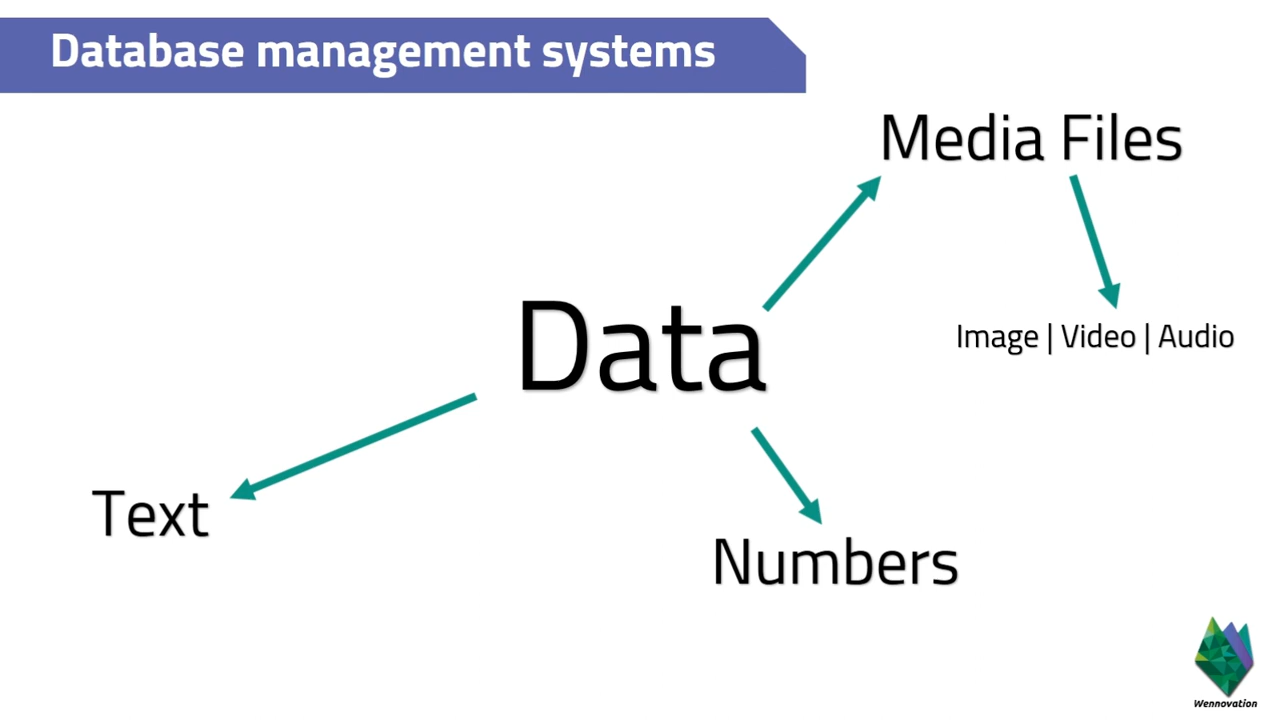 Database management systems
Media Files
Data
Image | Video | Audio
Text
Numbers
Wennovation